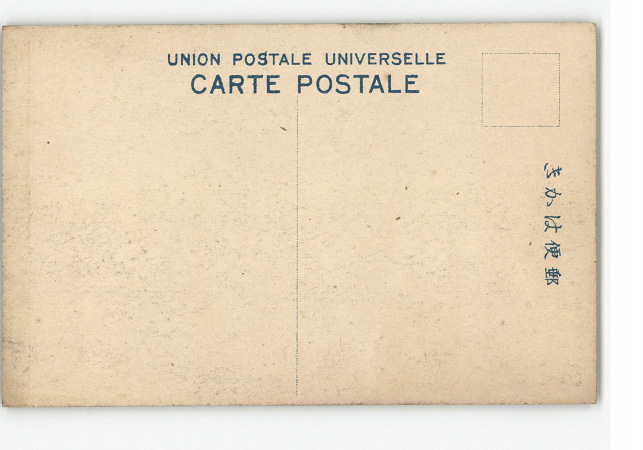 UNION POSTALE UNIVERSELLE
CARTE POSTALE
郵便はかき